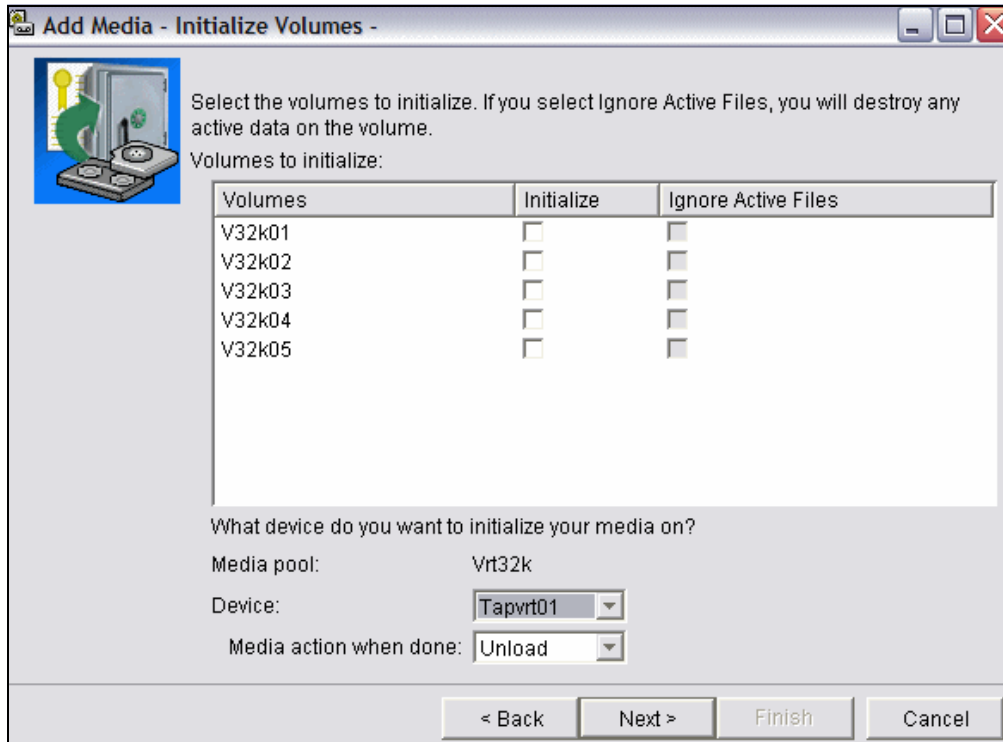 Add Media - Initialize Volumes -
Select the volumes to initialize. If you select Ignore Active Files, you will destroy any
active data on the volume.
Volumes to initialize:
Volumes Initialize Ignore Active Files
V32k01
V32k02
V32k03
V32k04
V32k05
What device do you want to initialize your media on?
Media pool: Vrt32k
Device: Tapvrt01
Media action when done: Unload
< Back Next > Finish Cancel